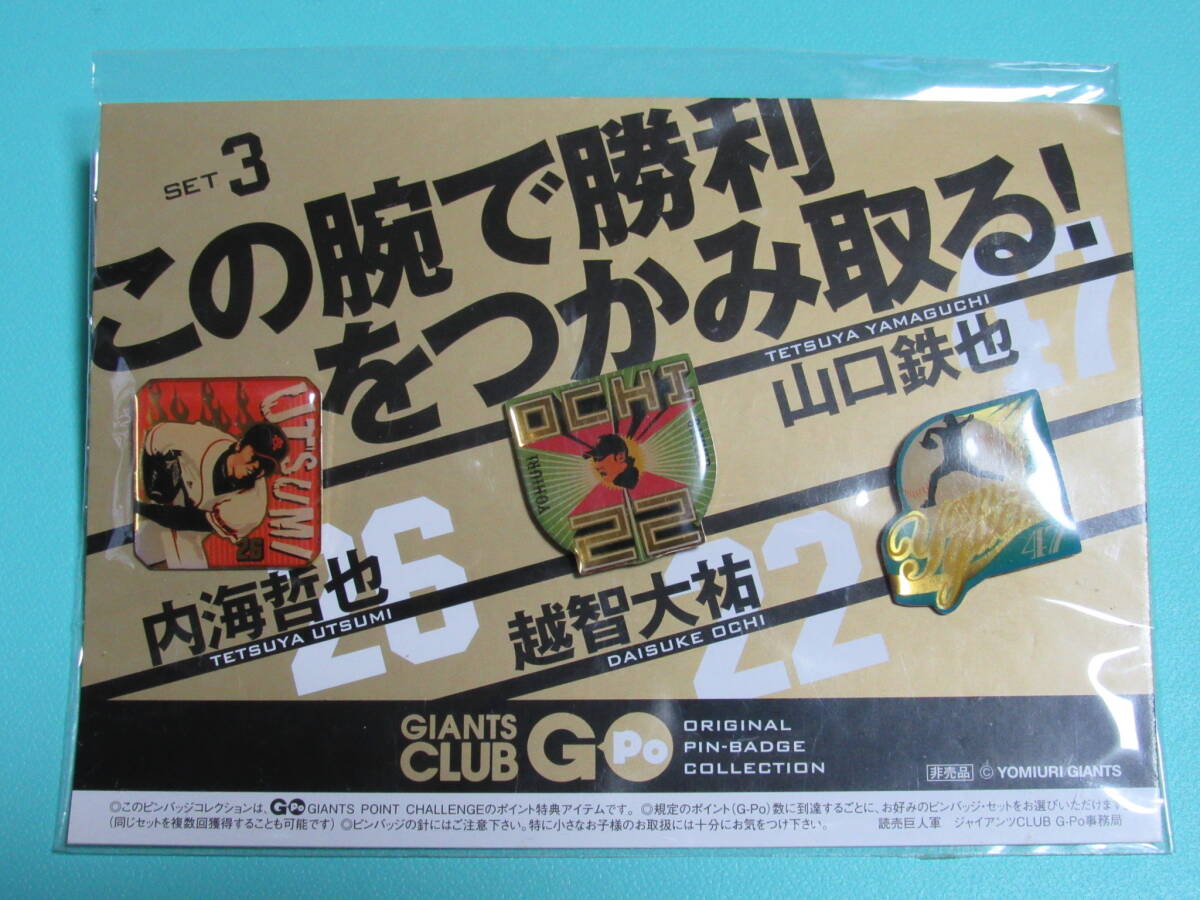 SET 3
この腕で勝利
をつかみ取る!
47
TETSUYA YAMAGUCHI
山口鉄也
UTSUMI
26
OCHI
YOMIURI
22
47
26
内海哲也
TETSUYA UTSUMI
22
越智大祐
DAISUKE OCHI
GIANTS
CLUB
G-Po
ORIGINAL
PIN-BADGE
COLLECTION
非売品 © YOMIURI GIANTS
◎このピンバッジコレクションは、G-Po GIANTS POINT CHALLENGEのポイント特典アイテムです。 ◎規定のポイント(G-Po)数に到達するごとに、お好みのピンバッジ・セットをお選びいただけます
(同じセットを複数回獲得することも可能です) ◎ピンバッジの針にはご注意下さい。特に小さなお子様のお取扱には十分にお気をつけ下さい。 読売巨人軍 ジャイアンツCLUB G-Po事務局